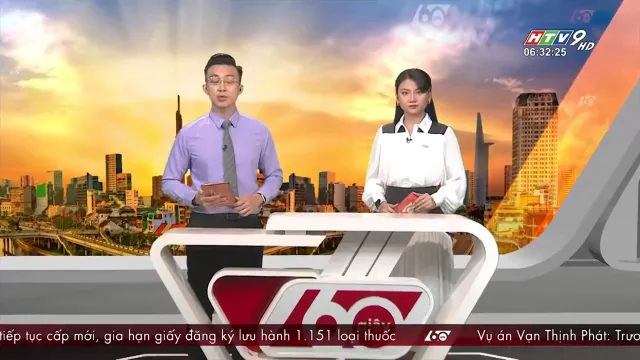 HTV9 HD
06:32:25
60
60 giây
tiếp tục cấp mới, gia hạn giấy đăng ký lưu hành 1.151 loại thuốc 60 Vụ án Vạn Thịnh Phát: Trươ